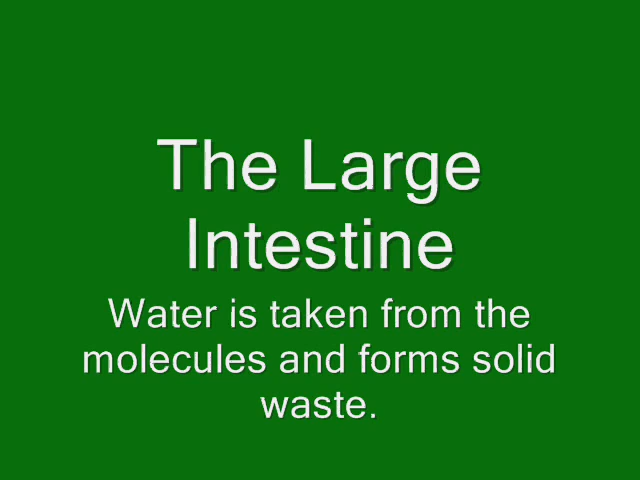 The Large
Intestine
Water is taken from the
molecules and forms solid
waste.